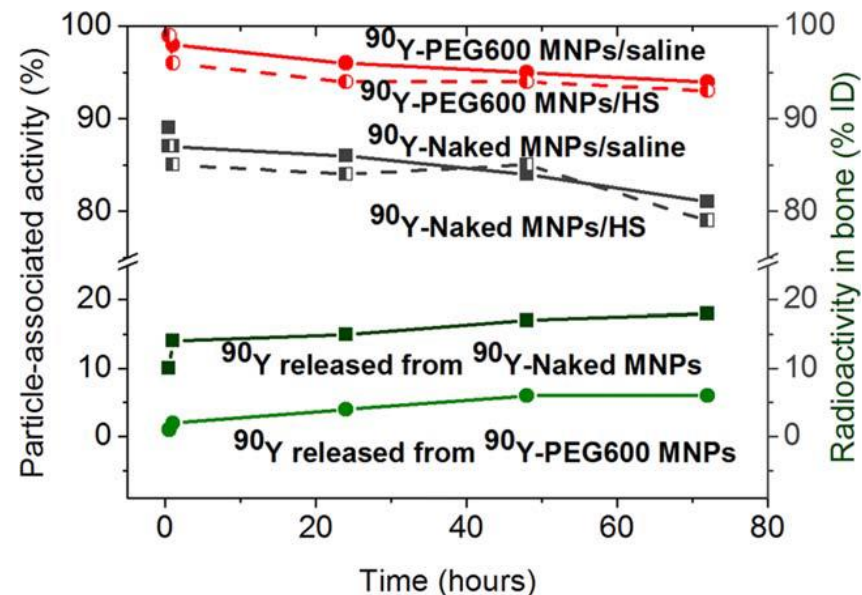 Particle-associated activity (%)
100
90
80
20
10
0
⁹⁰Y-PEG600 MNPs/saline
⁹⁰Y-PEG600 MNPs/HS
⁹⁰Y-Naked MNPs/saline
⁹⁰Y-Naked MNPs/HS
⁹⁰Y released from ⁹⁰Y-Naked MNPs
⁹⁰Y released from ⁹⁰Y-PEG600 MNPs
100
90
80
20
10
0
Radioactivity in bone (% ID)
0 20 40 60 80
Time (hours)